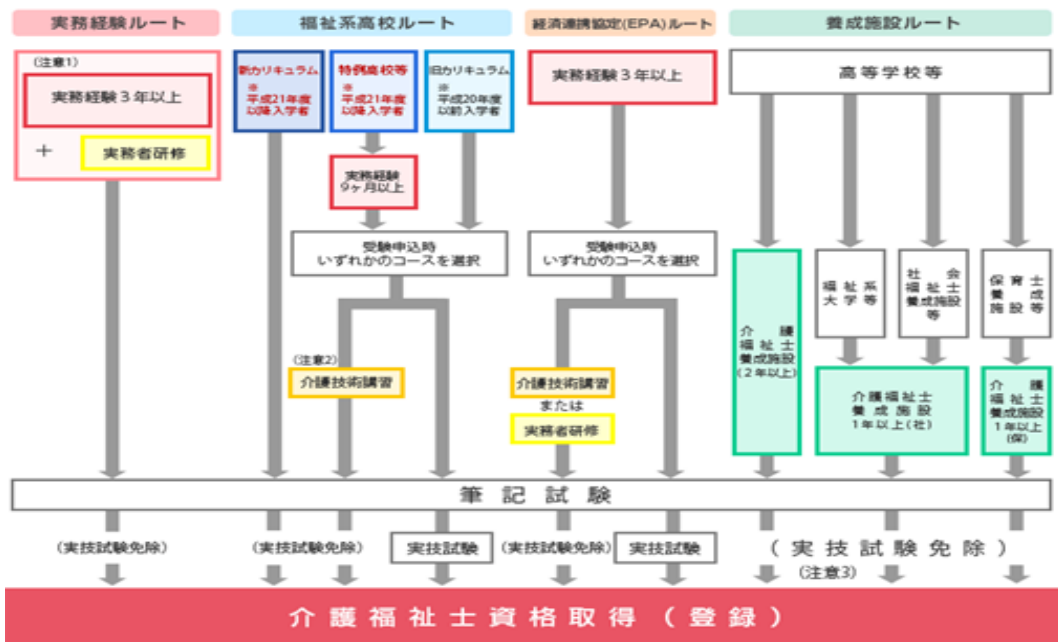 実務経験ルート
福祉系高校ルート
経済連携協定(EPA)ルート
養成施設ルート
(注意1)
実務経験３年以上
＋
実務者研修
新カリキュラム
※
平成21年度
以降入学者
特例高校等
※
平成21年度
以降入学者
旧カリキュラム
※
平成20年度
以前入学者
実務経験
9ヶ月以上
受験申込時
いずれかのコースを選択
(注意2)
介護技術講習
実務経験３年以上
受験申込時
いずれかのコースを選択
介護技術講習
または
実務者研修
高等学校等
介護
福祉士
養成施設
(２年以上)
福祉系
大学等
社会
福祉士
養成施設
等
保育士
養成
施設等
介護福祉士
養成施設
1年以上(社)
介護
福祉士
養成施設
1年以上
(保)
筆記試験
(実技試験免除)
(実技試験免除)
実技試験
(実技試験免除)
実技試験
(実技試験免除)
(注意3)
介護福祉士資格取得（登録）